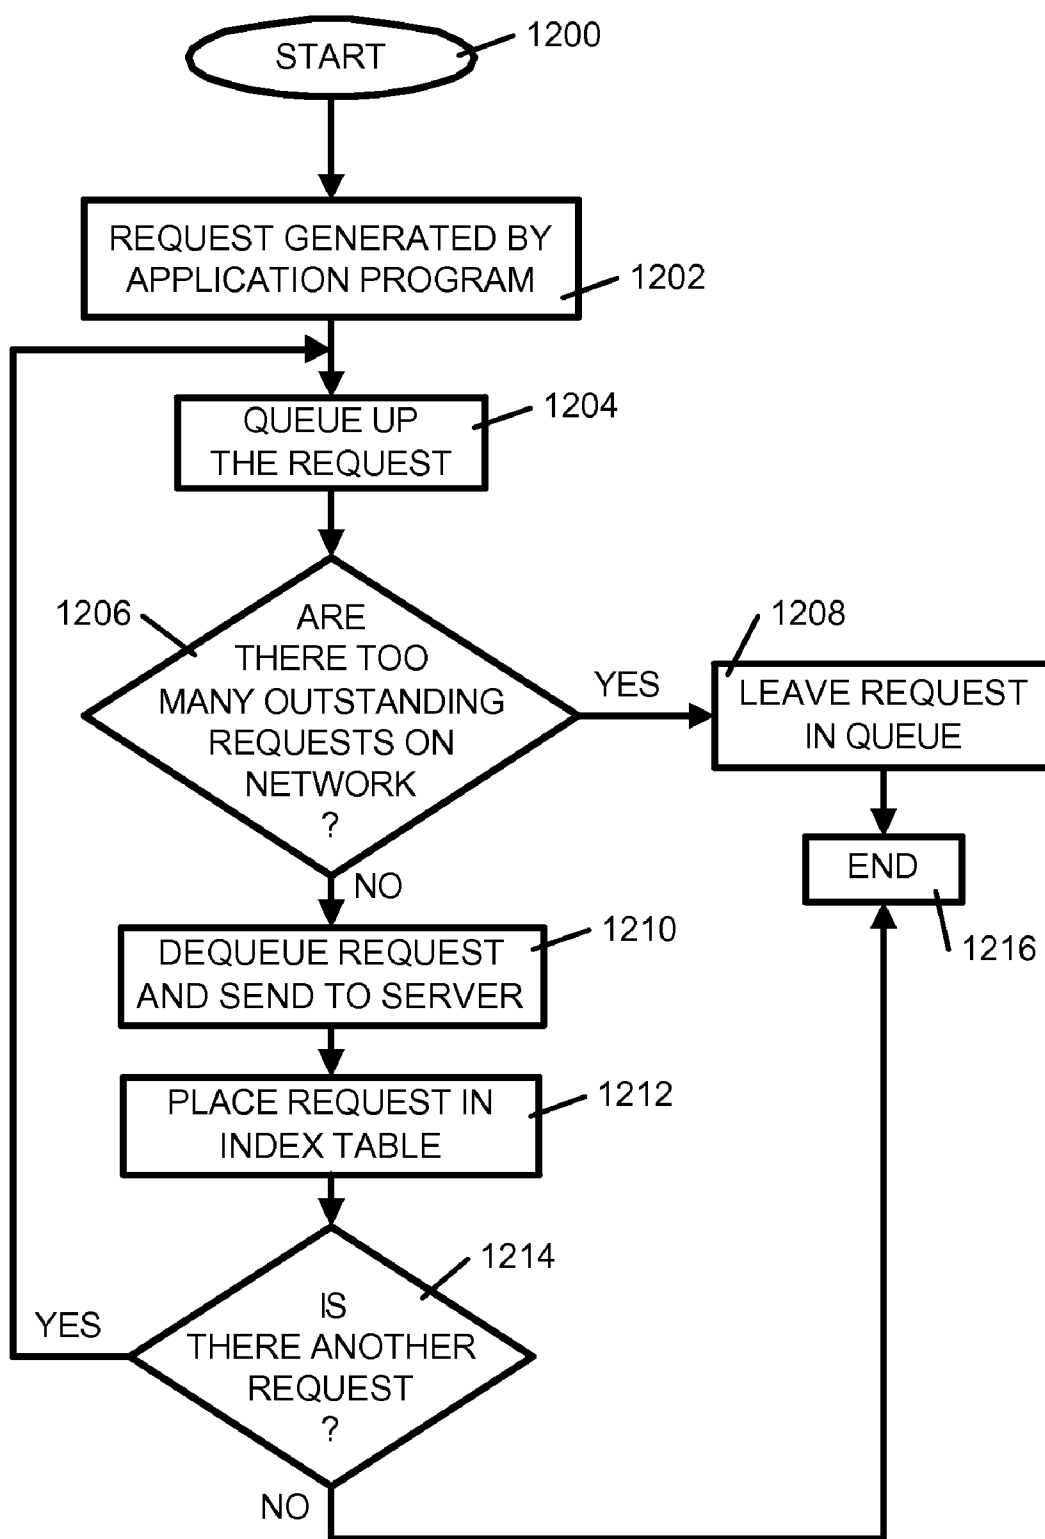 START
1200
REQUEST GENERATED BY
APPLICATION PROGRAM
1202
QUEUE UP
THE REQUEST
1204
1206
ARE
THERE TOO
MANY OUTSTANDING
REQUESTS ON
NETWORK
?
YES
1208
LEAVE REQUEST
IN QUEUE
END
1216
NO
DEQUEUE REQUEST
AND SEND TO SERVER
1210
PLACE REQUEST IN
INDEX TABLE
1212
1214
IS
THERE ANOTHER
REQUEST
?
YES
NO